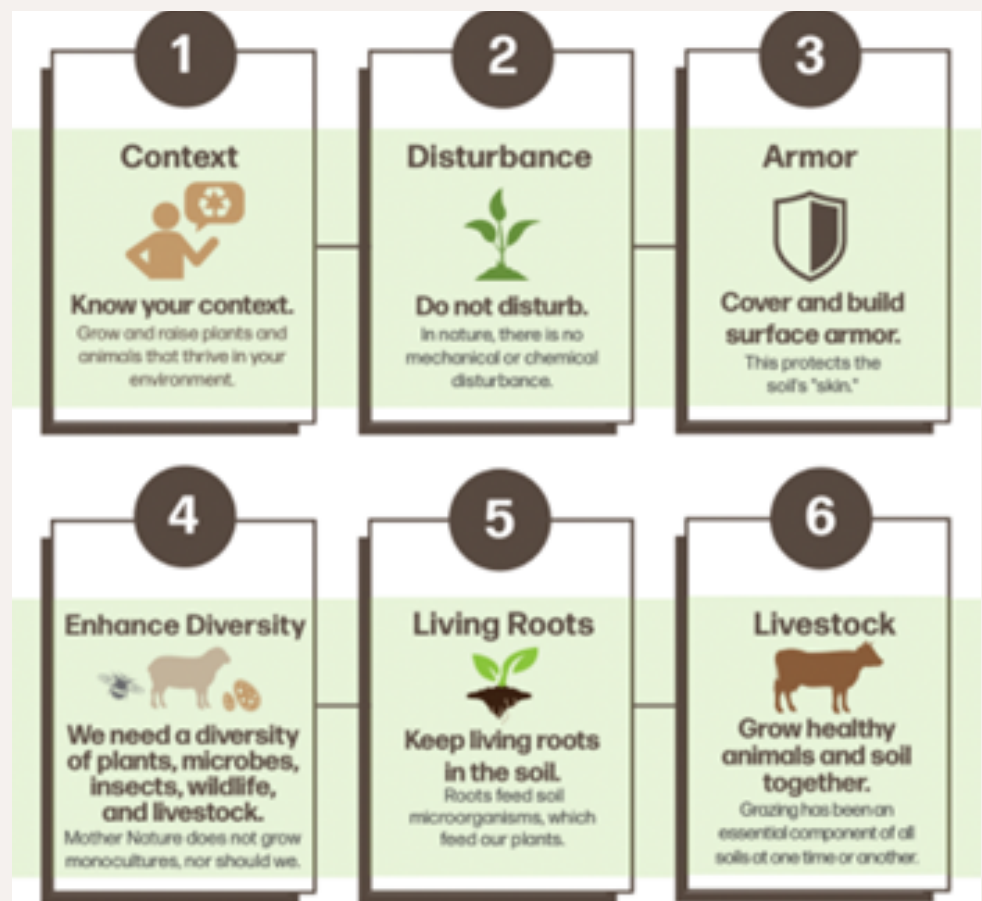 1
Context
Know your context.
Grow and raise plants and
animals that thrive in your
environment.
2
Disturbance
Do not disturb.
In nature, there is no
mechanical or chemical
disturbance.
3
Armor
Cover and build
surface armor.
This protects the
soil's "skin."
4
Enhance Diversity
We need a diversity
of plants, microbes,
insects, wildlife,
and livestock.
Mother Nature does not grow
monocultures, nor should we.
5
Living Roots
Keep living roots
in the soil.
Roots feed soil
microorganisms, which
feed our plants.
6
Livestock
Grow healthy
animals and soil
together.
Grazing has been an
essential component of all
soils at one time or another.